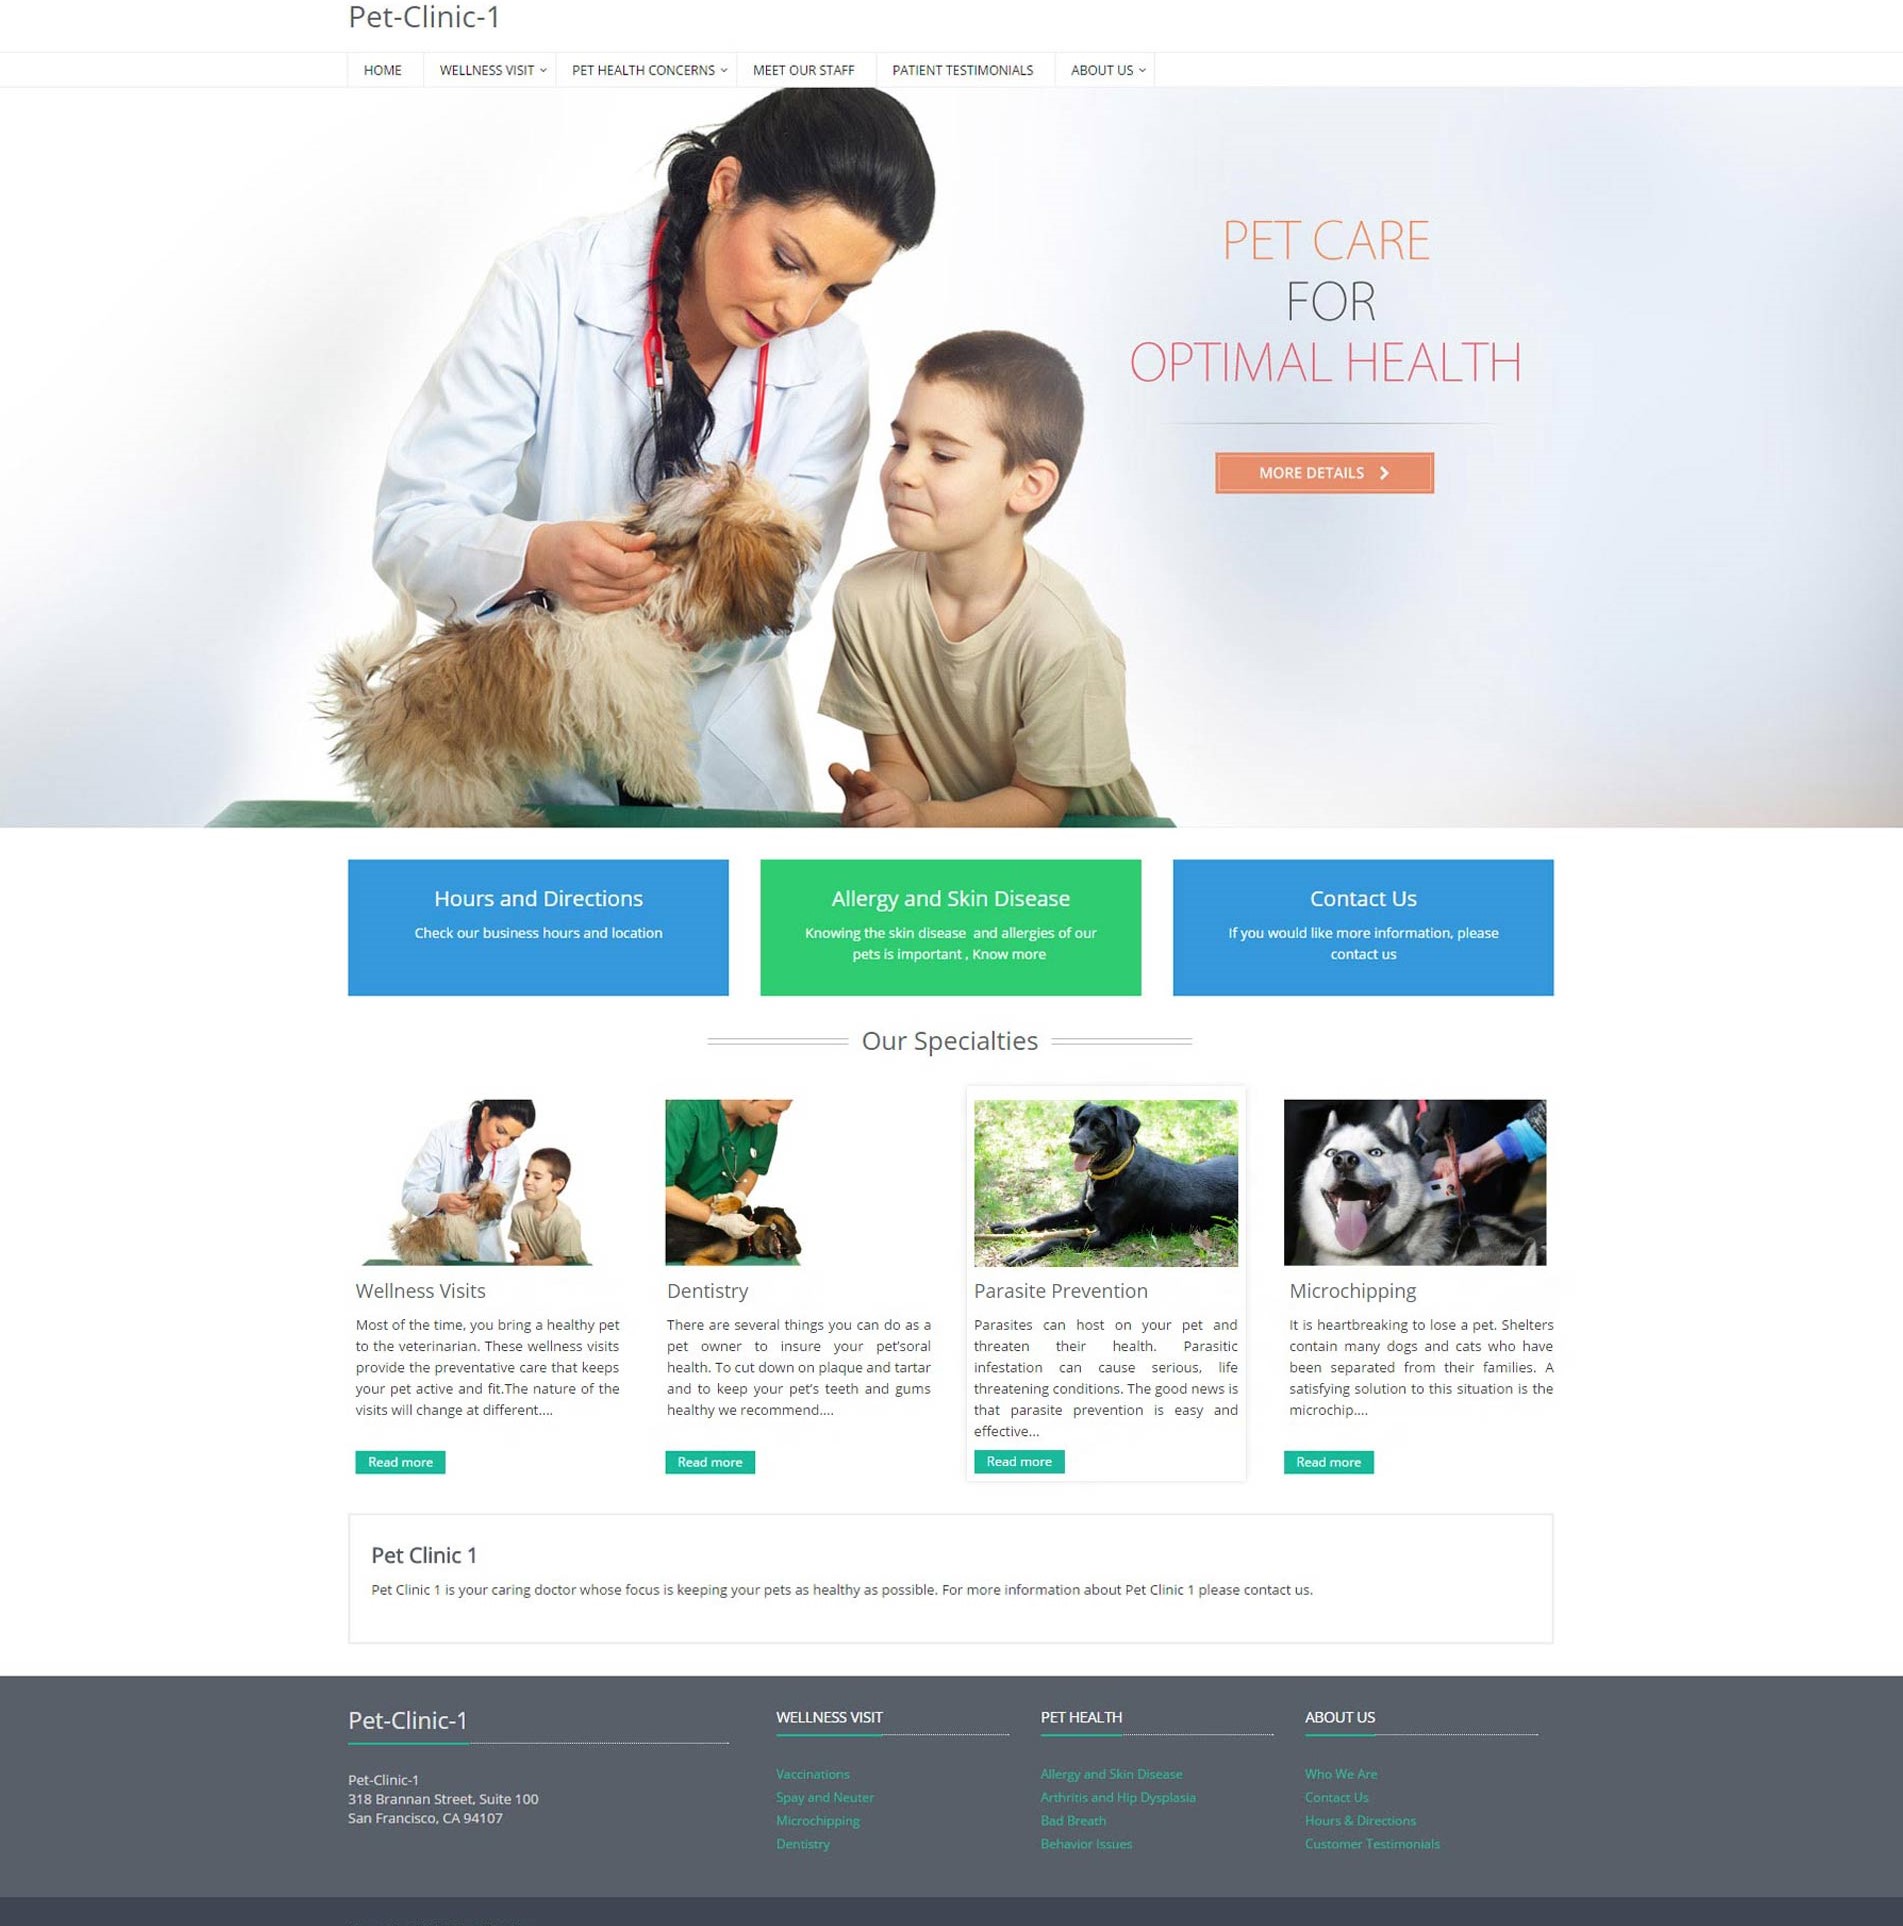 Pet-Clinic-1
HOME
WELLNESS VISIT
PET HEALTH CONCERNS
MEET OUR STAFF
PATIENT TESTIMONIALS
ABOUT US
PET CARE
FOR
OPTIMAL HEALTH
MORE DETAILS
Hours and Directions
Check our business hours and location
Allergy and Skin Disease
Knowing the skin disease and allergies of our
pets is important , Know more
Contact Us
If you would like more information, please
contact us
Our Specialties
Wellness Visits
Most of the time, you bring a healthy pet
to the veterinarian. These wellness visits
provide the preventative care that keeps
your pet active and fit.The nature of the
visits will change at different....
Read more
Dentistry
There are several things you can do as a
pet owner to insure your pet'soral
health. To cut down on plaque and tartar
and to keep your pet's teeth and gums
healthy we recommend....
Read more
Parasite Prevention
Parasites can host on your pet and
threaten their health. Parasitic
infestation can cause serious, life
threatening conditions. The good news is
that parasite prevention is easy and
effective...
Read more
Microchipping
It is heartbreaking to lose a pet. Shelters
contain many dogs and cats who have
been separated from their families. A
satisfying solution to this situation is the
microchip....
Read more
Pet Clinic 1
Pet Clinic 1 is your caring doctor whose focus is keeping your pets as healthy as possible. For more information about Pet Clinic 1 please contact us.
Pet-Clinic-1
Pet-Clinic-1
318 Brannan Street, Suite 100
San Francisco, CA 94107
WELLNESS VISIT
Vaccinations
Spay and Neuter
Microchipping
Dentistry
PET HEALTH
Allergy and Skin Disease
Arthritis and Hip Dysplasia
Bad Breath
Behavior Issues
ABOUT US
Who We Are
Contact Us
Hours & Directions
Customer Testimonials